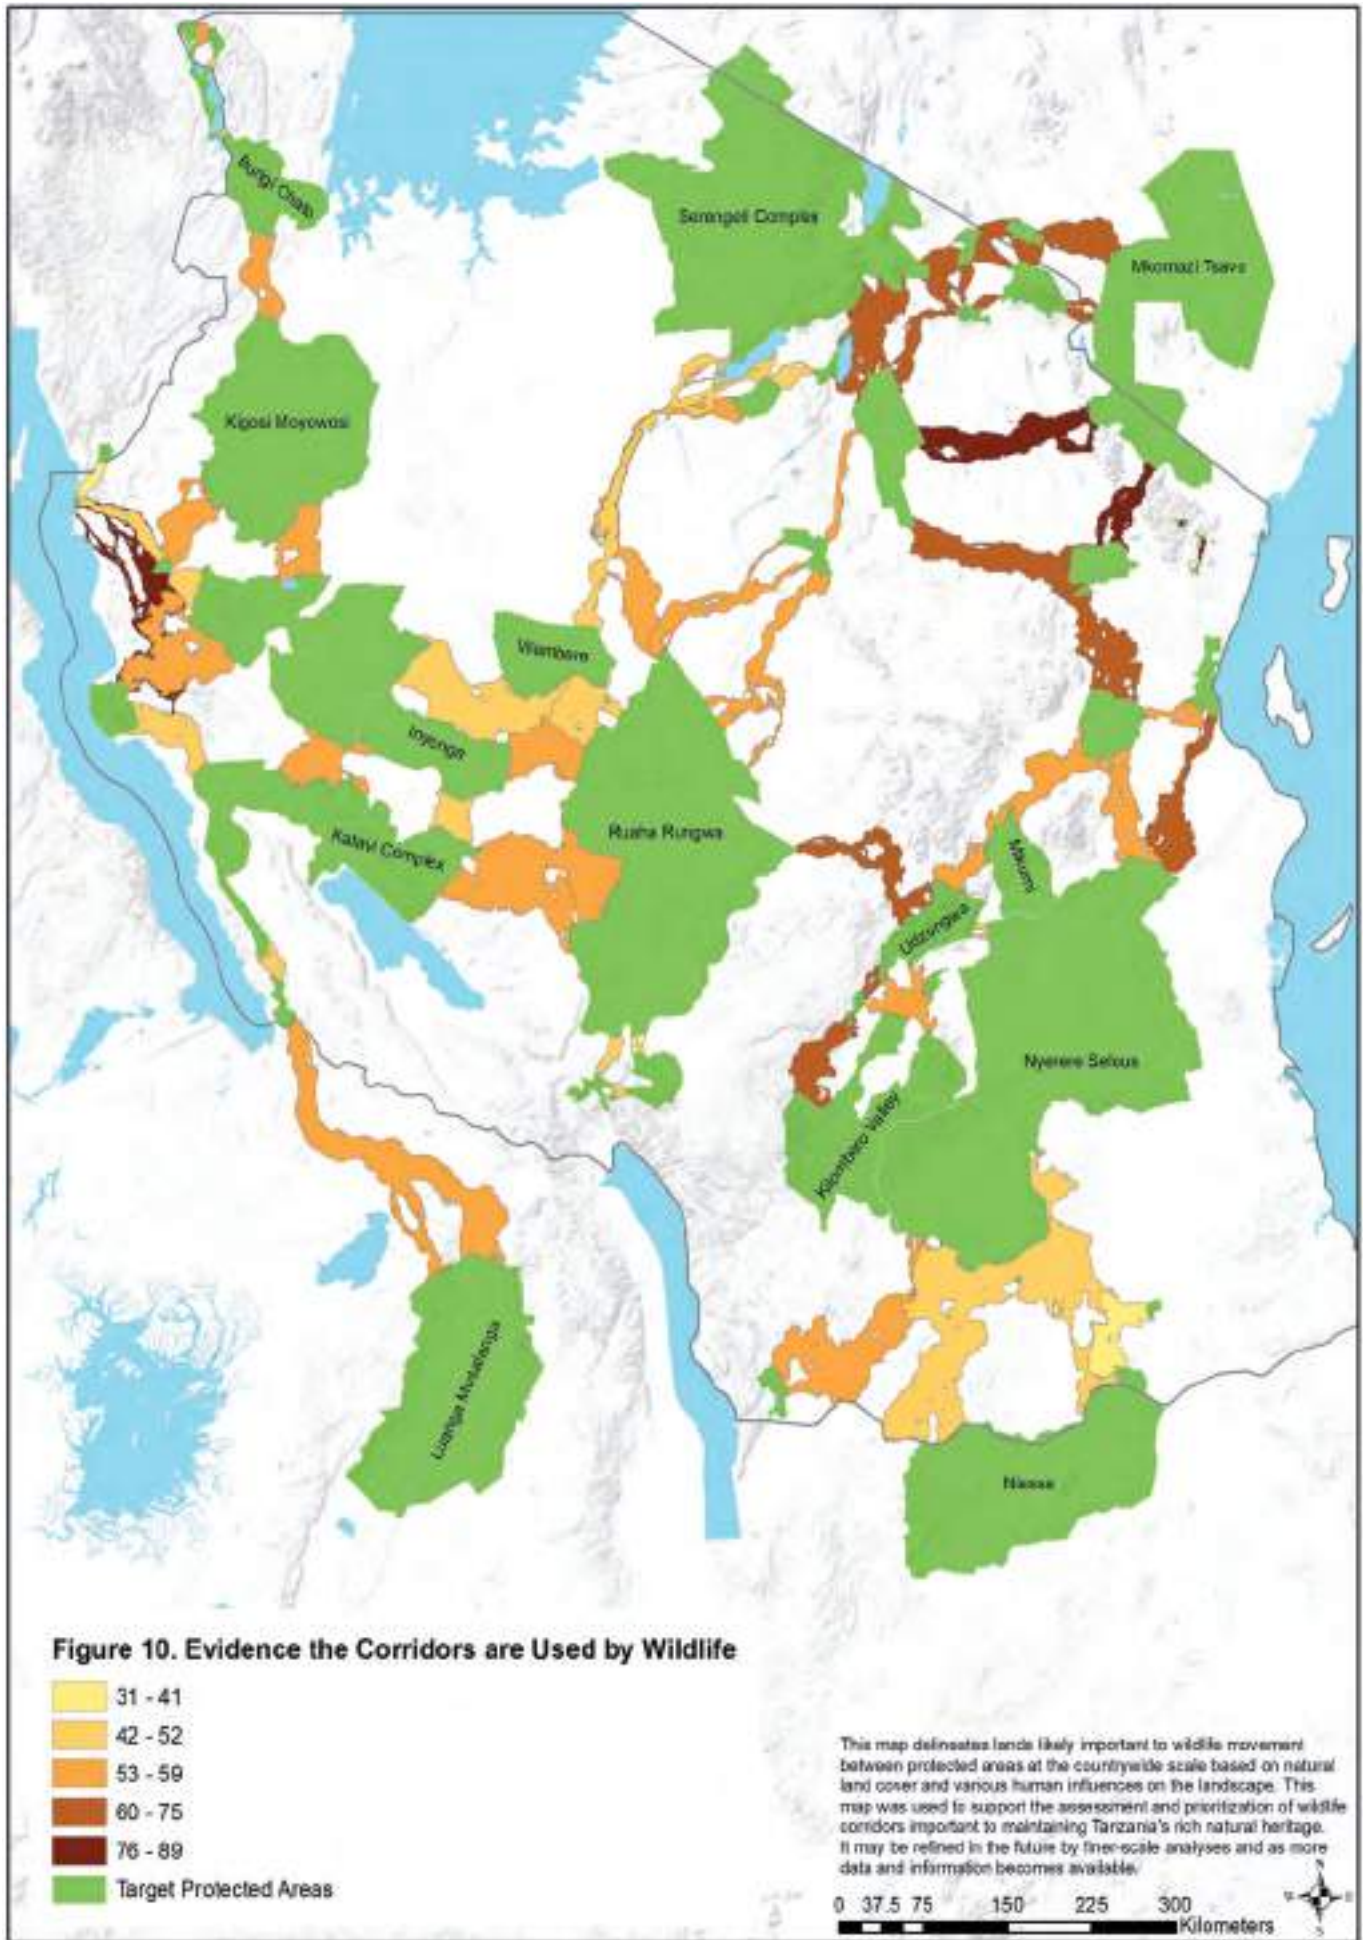 Burigi Chato
Serengeti Complex
Mkomazi Tsavo
Kigosi Moyowosi
Wembere
Inyonga
Katavi Complex
Ruaha Rungwa
Mikumi
Udzungwa
Nyerere Selous
Kilombero Valley
Luanga Mvsalanga
Niassa
Figure 10. Evidence the Corridors are Used by Wildlife
31 - 41
42 - 52
53 - 59
60 - 75
76 - 89
Target Protected Areas
This map delineates lands likely important to wildlife movement
between protected areas at the countrywide scale based on natural
land cover and various human influences on the landscape. This
map was used to support the assessment and prioritization of wildlife
corridors important to maintaining Tanzania's rich natural heritage.
It may be refined in the future by finer-scale analyses and as more
data and information becomes available.
N
W E
S
0 37.5 75 150 225 300
Kilometers